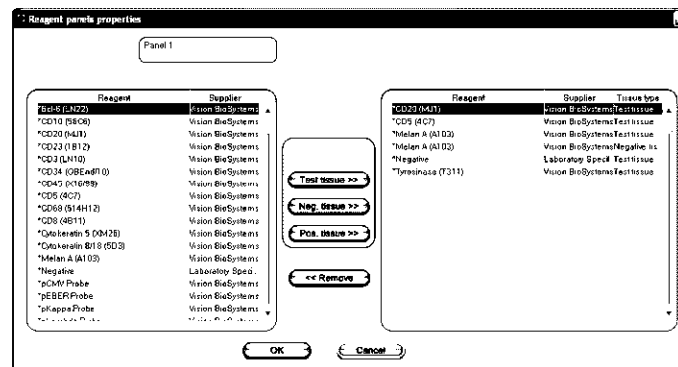 Reagent panels properties
Panel 1
Reagent Supplier
*Bcl-6 (LN22) Vision BioSystems
*CD10 (56C6) Vision BioSystems
*CD20 (MJ1) Vision BioSystems
*CD23 (1B12) Vision BioSystems
*CD3 (LN10) Vision BioSystems
*CD34 (QBEnd/10) Vision BioSystems
*CD45 (X16/99) Vision BioSystems
*CD5 (4C7) Vision BioSystems
*CD68 (514H12) Vision BioSystems
*CD8 (4B11) Vision BioSystems
*Cytokeratin 5 (XM26) Vision BioSystems
*Cytokeratin 8/18 (5D3) Vision BioSystems
*Melan A (A103) Vision BioSystems
*Negative Laboratory Speci..
*pCMV Probe Vision BioSystems
*pEBER Probe Vision BioSystems
*pKappa Probe Vision BioSystems
Test tissue >>
Neg. tissue >>
Pos. tissue >>
<< Remove
Reagent Supplier Tissue type
*CD20 (MJ1) Vision BioSystems Test tissue
*CD5 (4C7) Vision BioSystems Test tissue
*Melan A (A103) Vision BioSystems Test tissue
*Melan A (A103) Vision BioSystems Negative tis
*Negative Laboratory Specifi Test tissue
*Tyrosinase (T311) Vision BioSystems Test tissue
OK Cancel